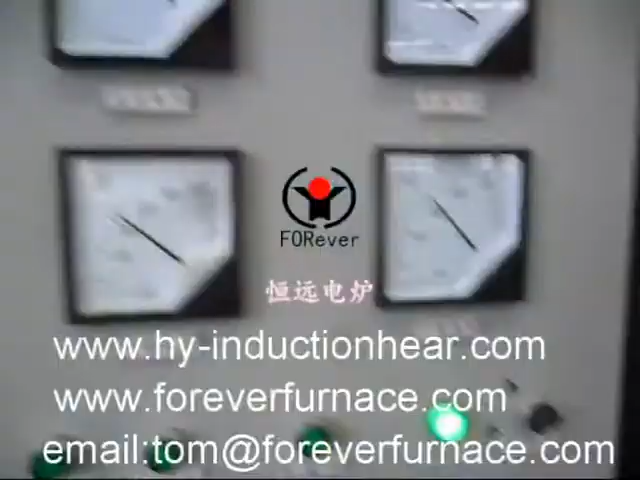 FORever
恒远电炉
www.hy-inductionhear.com
www.foreverfurnace.com
email:tom@foreverfurnace.com